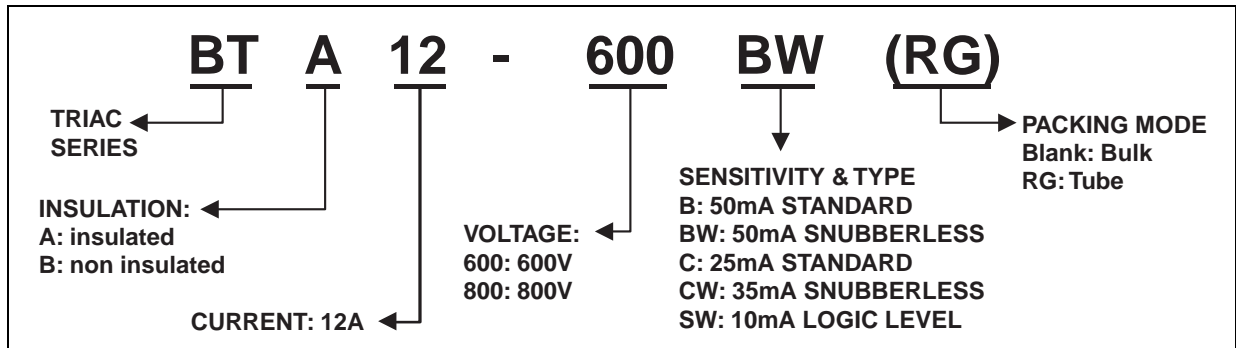 BT A 12 - 600 BW (RG)
TRIAC
SERIES
INSULATION:
A: insulated
B: non insulated
CURRENT: 12A
VOLTAGE:
600: 600V
800: 800V
SENSITIVITY & TYPE
B: 50mA STANDARD
BW: 50mA SNUBBERLESS
C: 25mA STANDARD
CW: 35mA SNUBBERLESS
SW: 10mA LOGIC LEVEL
PACKING MODE
Blank: Bulk
RG: Tube